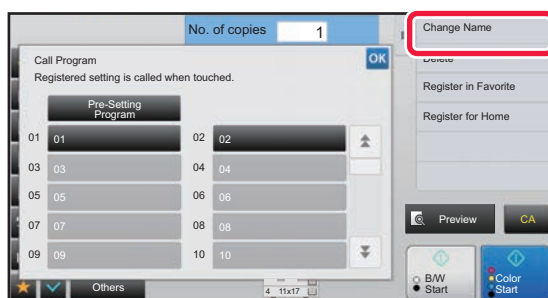 No. of copies 1
Change Name
Call Program
OK
Delete
Registered setting is called when touched.
Register in Favorite
Pre-Setting
Program
Register for Home
01 01 02 02
03 03 04 04
05 05 06 06
07 07 08 08
Preview CA
09 09 10 10
B/W
Start
Color
Start
Others
4 11x17